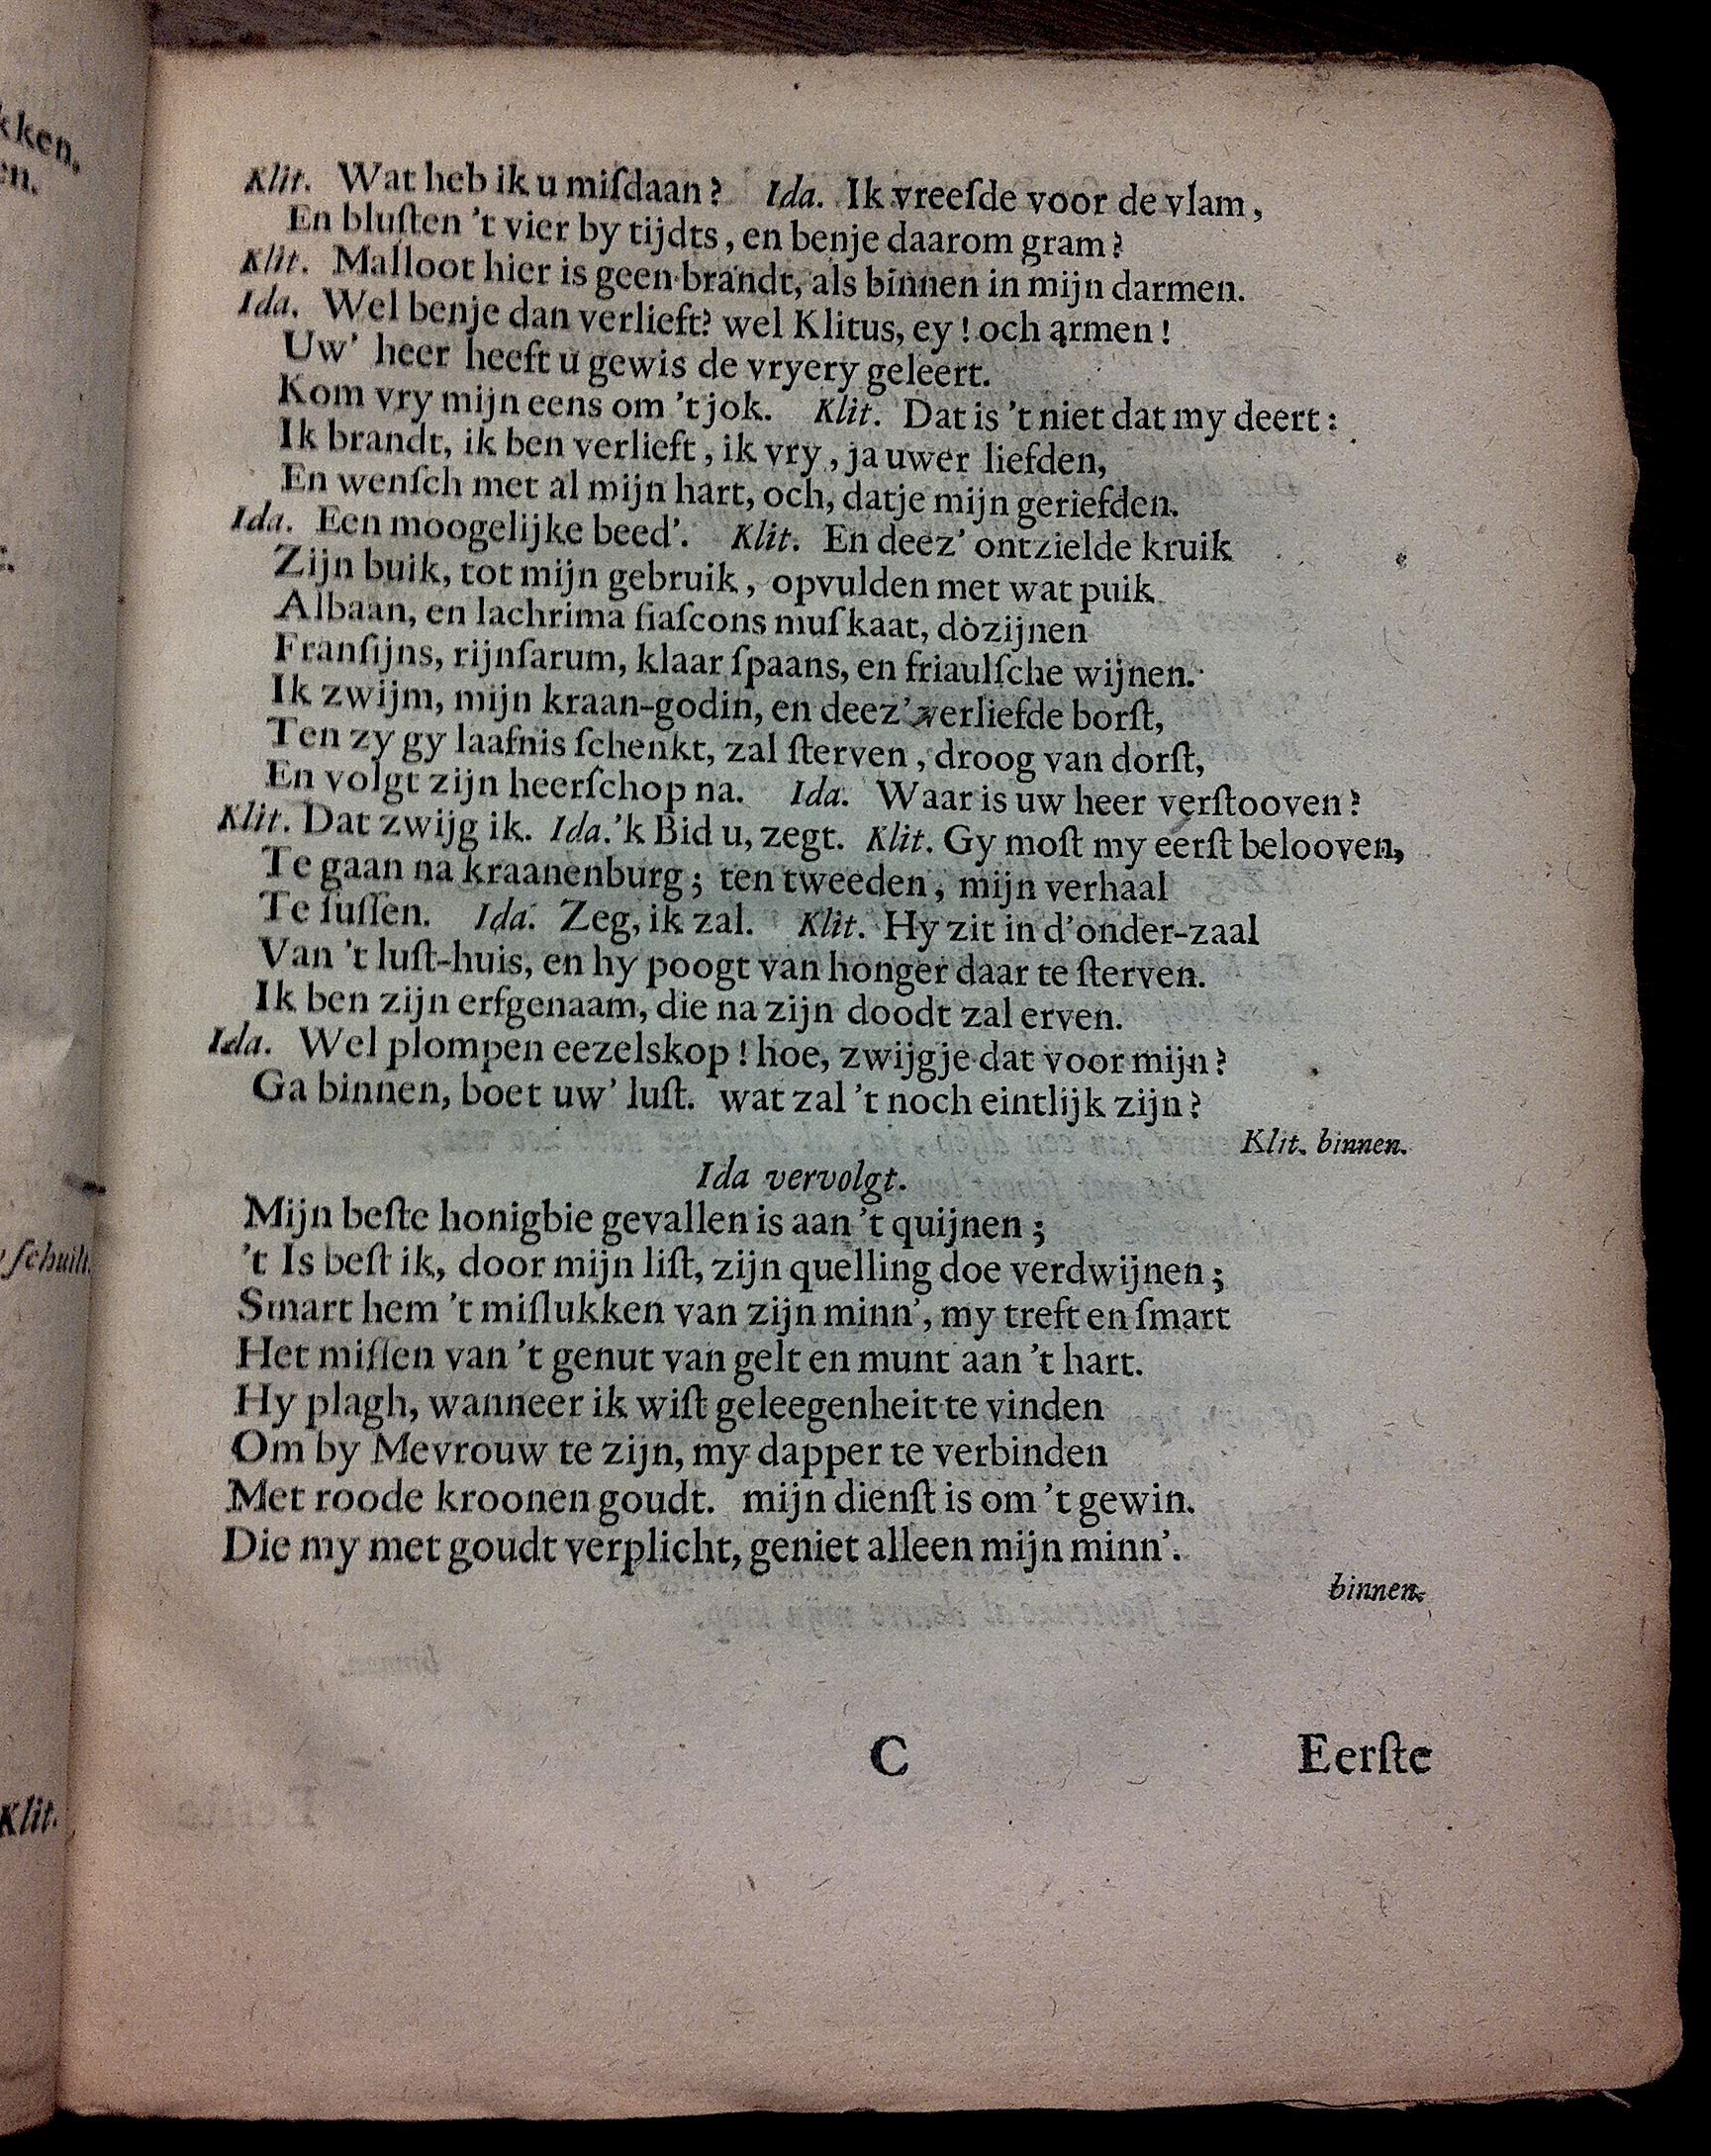 Klit. Wat heb ik u miſdaan? Ida. Ik vreeſde voor de vlam,
En bluſten 't vier by tijdts, en benje daarom gram?
Klit. Malloot hier is geen brandt, als binnen in mijn darmen.
Ida. Wel benje dan verlieft? wel Klitus, ey! och armen!
Uw' heer heeft u gewis de vryery geleert.
Kom vry mijn eens om 't jok. Klit. Dat is 't niet dat my deert:
Ik brandt, ik ben verlieft, ik vry, ja uwer liefden,
En wenſch met al mijn hart, och, datje mijn geriefden.
Ida. Een moogelijke beed'. Klit. En deez' ontzielde kruik
Zijn buik, tot mijn gebruik, opvulden met wat puik
Albaan, en lachrima fiaſcons muſkaat, dozijnen
Franſijns, rijnſarum, klaar ſpaans, en friaulſche wijnen.
Ik zwijm, mijn kraan-godin, en deez' verliefde borſt,
Ten zy gy laafnis ſchenkt, zal ſterven, droog van dorſt,
En volgt zijn heerſchop na. Ida. Waar is uw heer verſtooven?
Klit. Dat zwijg ik. Ida. 'k Bid u, zegt. Klit. Gy moſt my eerſt belooven,
Te gaan na kraanenburg; ten tweeden, mijn verhaal
Te ſuſſen. Ida. Zeg, ik zal. Klit. Hy zit in d'onder-zaal
Van 't luſt-huis, en hy poogt van honger daar te ſterven.
Ik ben zijn erfgenaam, die na zijn doodt zal erven.
Ida. Wel plompen eezelskop! hoe, zwijgje dat voor mijn?
Ga binnen, boet uw' luſt. wat zal 't noch eintlijk zijn?
Klit. binnen.
Ida vervolgt.
Mijn beſte honigbie gevallen is aan 't quijnen;
't Is beſt ik, door mijn liſt, zijn quelling doe verdwijnen;
Smart hem 't miſlukken van zijn minn', my treft en ſmart
Het miſſen van 't genut van gelt en munt aan 't hart.
Hy plagh, wanneer ik wiſt geleegenheit te vinden
Om by Mevrouw te zijn, my dapper te verbinden
Met roode kroonen goudt. mijn dienſt is om 't gewin.
Die my met goudt verplicht, geniet alleen mijn minn'.
binnen.
C Eerſte
kken.
en.
ſchuilt.
Klit.